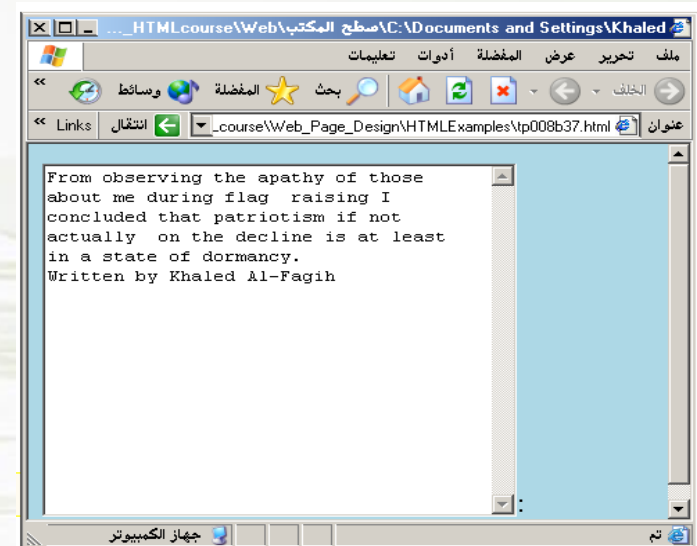 C:\Documents and Settings\Khaled\سطح المكتب\HTMLcourse\Web_...
ملف تحرير عرض المفضلة أدوات تعليمات
الخلف بحث المفضلة وسائط »
عنوان _course\Web_Page_Design\HTMLExamples\tp008b37.html انتقال Links »
From observing the apathy of those
about me during flag  raising I
concluded that patriotism if not
actually  on the decline is at least
in a state of dormancy.
Written by Khaled Al-Fagih
:
تم جهاز الكمبيوتر